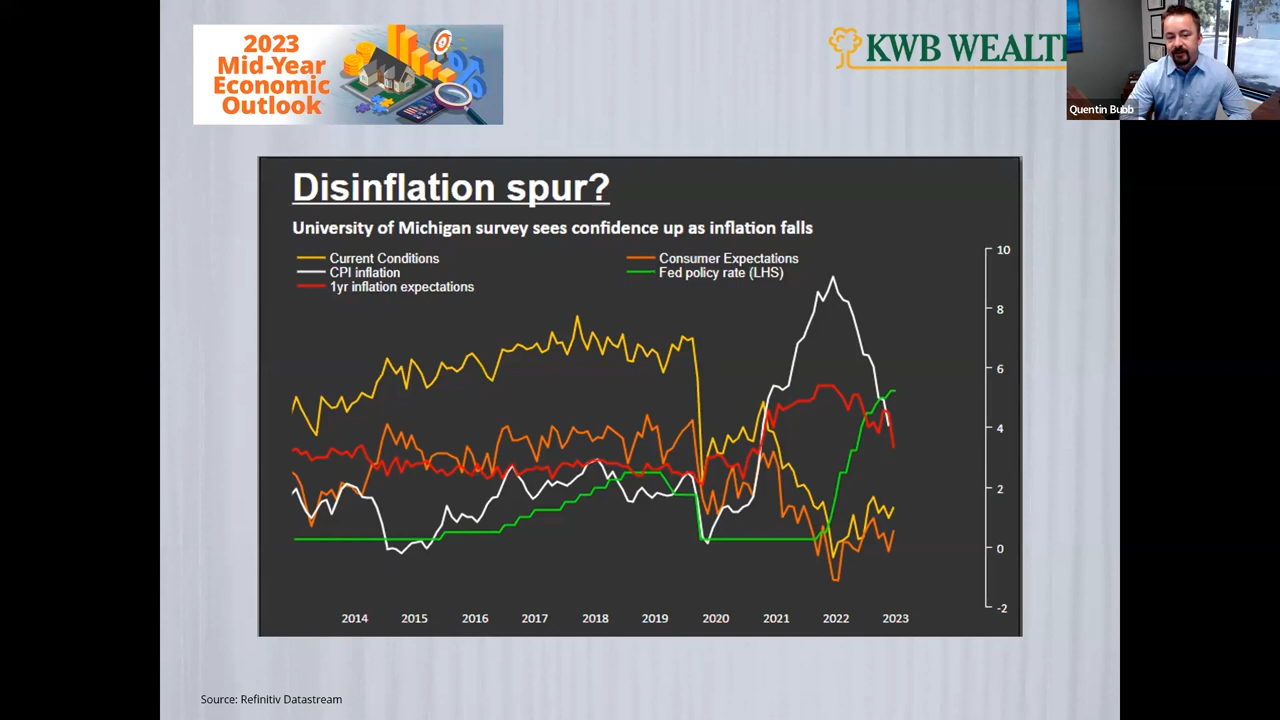 2023
Mid-Year
Economic
Outlook
KWB WEALTH
Quentin Bubb
Disinflation spur?
University of Michigan survey sees confidence up as inflation falls
Current Conditions
CPI inflation
1yr inflation expectations
Consumer Expectations
Fed policy rate (LHS)
10
8
6
4
2
0
-2
2014 2015 2016 2017 2018 2019 2020 2021 2022 2023
Source: Refinitiv Datastream